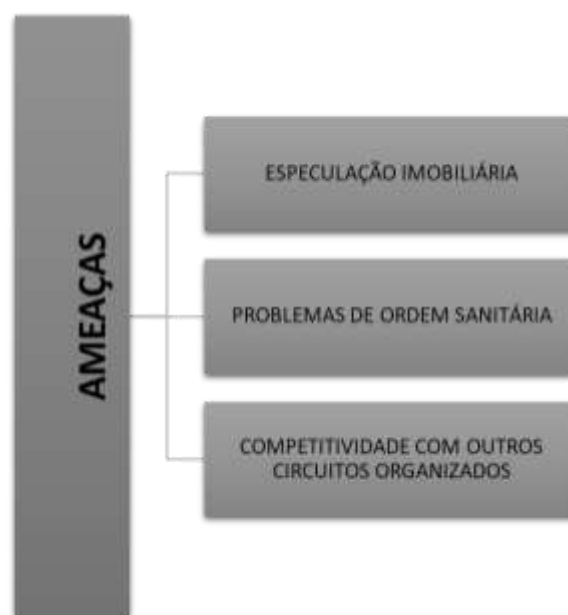 AMEAÇAS
ESPECULAÇÃO IMOBILIÁRIA
PROBLEMAS DE ORDEM SANITÁRIA
COMPETITIVIDADE COM OUTROS
CIRCUITOS ORGANIZADOS